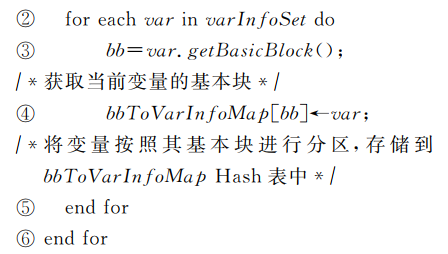 ② for each var in varInfoSet do
③ bb=var.getBasicBlock();
/*获取当前变量的基本块*/
④ bbToVarInfoMap[bb]←var;
/*将变量按照其基本块进行分区,存储到
bbToVarInfoMap Hash 表中*/
⑤ end for
⑥ end for